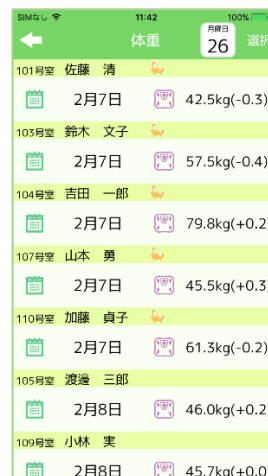 SIMなし 11:42 100%
体重 月曜日 26 選択
101号室 佐藤 清
2月7日 42.5kg(-0.3)
103号室 鈴木 文子
2月7日 57.5kg(-0.4)
104号室 吉田 一郎
2月7日 79.8kg(+0.2)
107号室 山本 勇
2月7日 45.5kg(+0.3)
110号室 加藤 貞子
2月7日 61.3kg(-0.2)
105号室 渡邉 三郎
2月8日 46.0kg(+0.2)
109号室 小林 実
2月8日 45.7kg(+0.0)